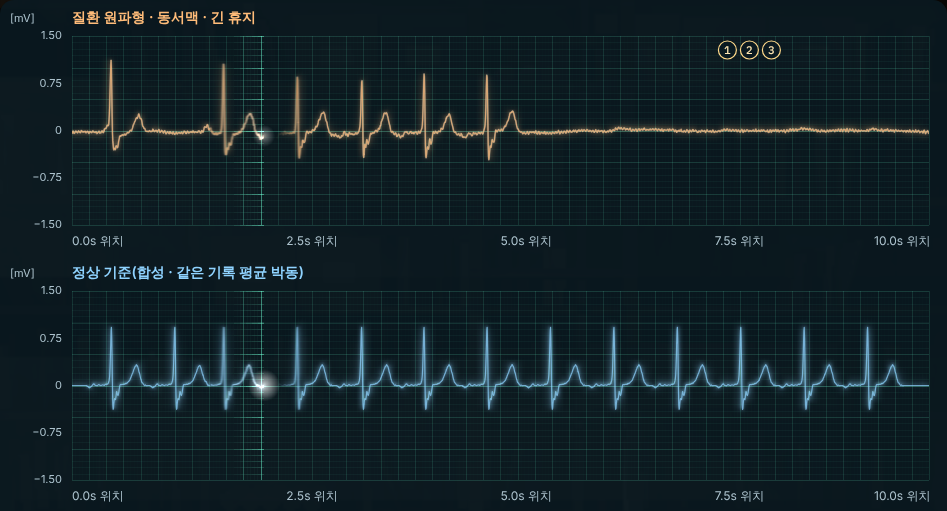 [mV]
질환 원파형 · 동서맥 · 긴 휴지
1.50
① ② ③
0.75
0
−0.75
−1.50
0.0s 위치 2.5s 위치 5.0s 위치 7.5s 위치 10.0s 위치
[mV]
정상 기준(합성 · 같은 기록 평균 박동)
1.50
0.75
0
−0.75
−1.50
0.0s 위치 2.5s 위치 5.0s 위치 7.5s 위치 10.0s 위치